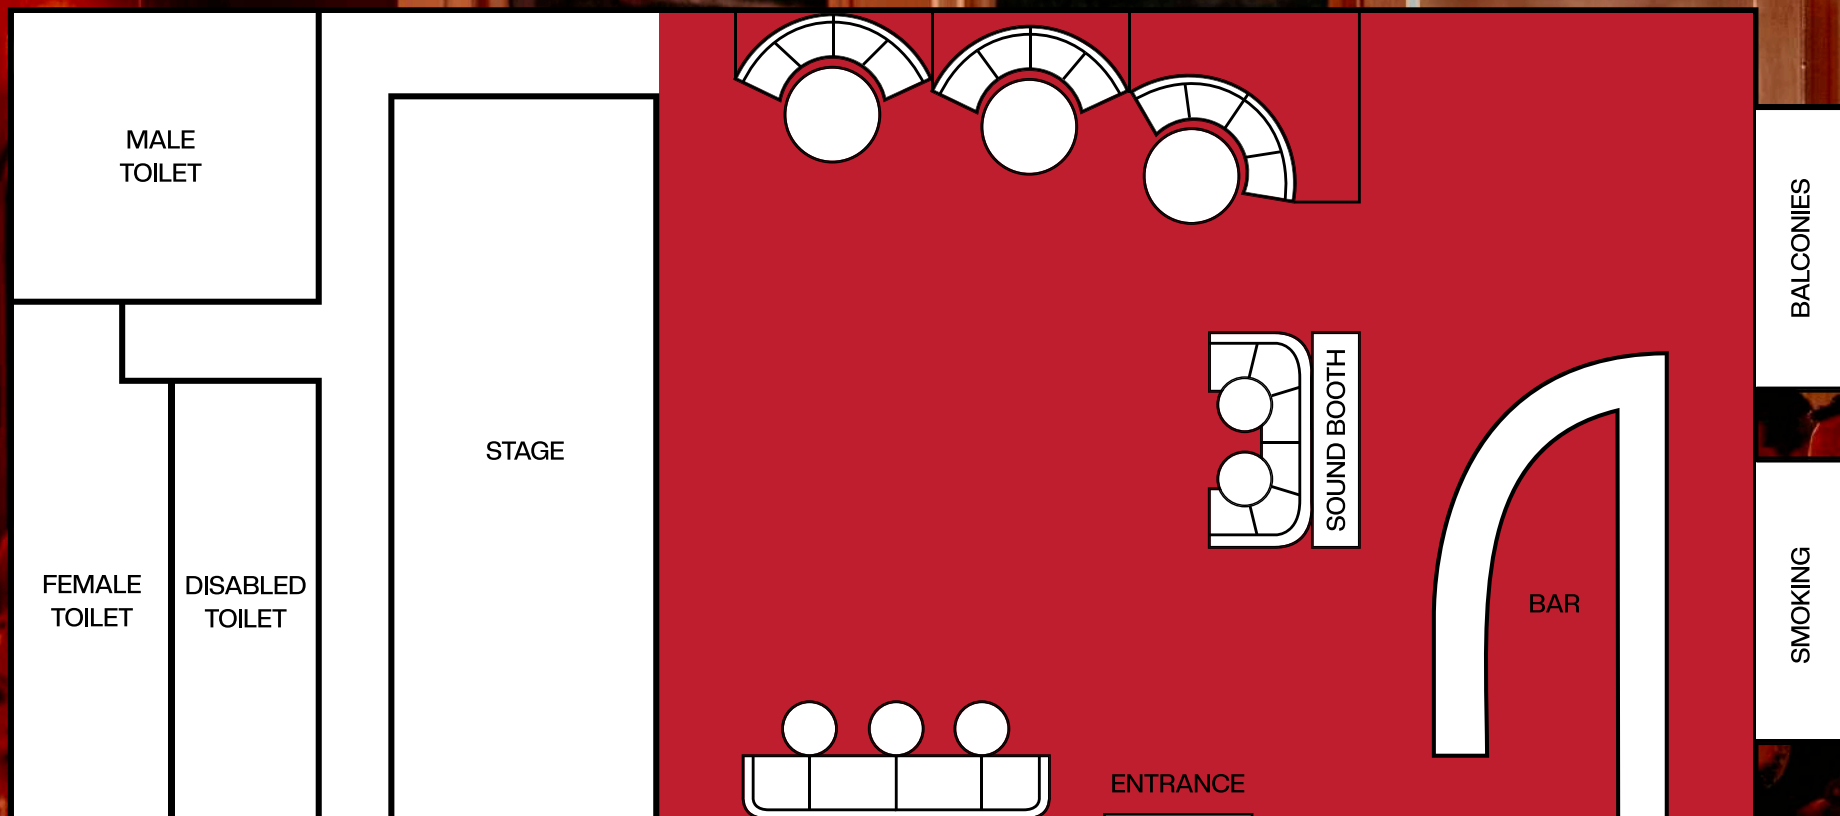 MALE
TOILET
BALCONIES
STAGE
SOUND BOOTH
FEMALE
TOILET
DISABLED
TOILET
BAR
SMOKING
ENTRANCE